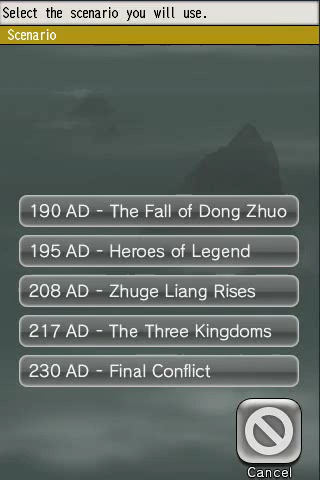 Select the scenario you will use.
Scenario
190 AD - The Fall of Dong Zhuo
195 AD - Heroes of Legend
208 AD - Zhuge Liang Rises
217 AD - The Three Kingdoms
230 AD - Final Conflict
Cancel